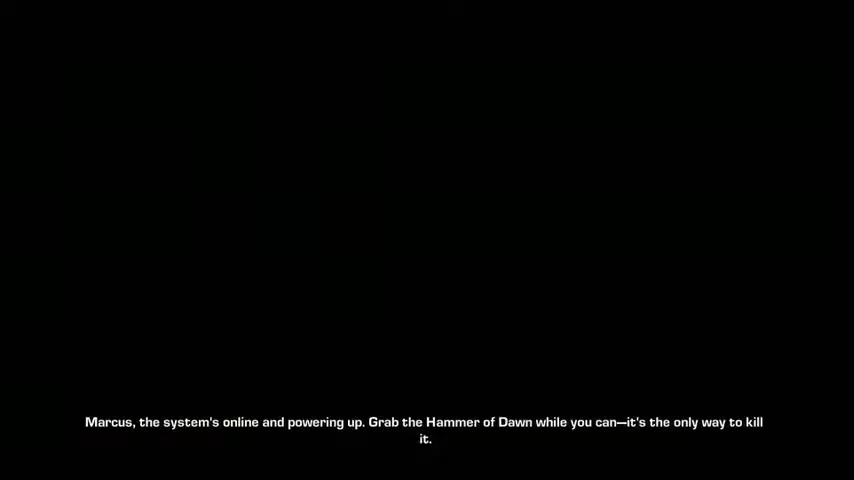 Marcus, the system's online and powering up. Grab the Hammer of Dawn while you can—it's the only way to kill
it.